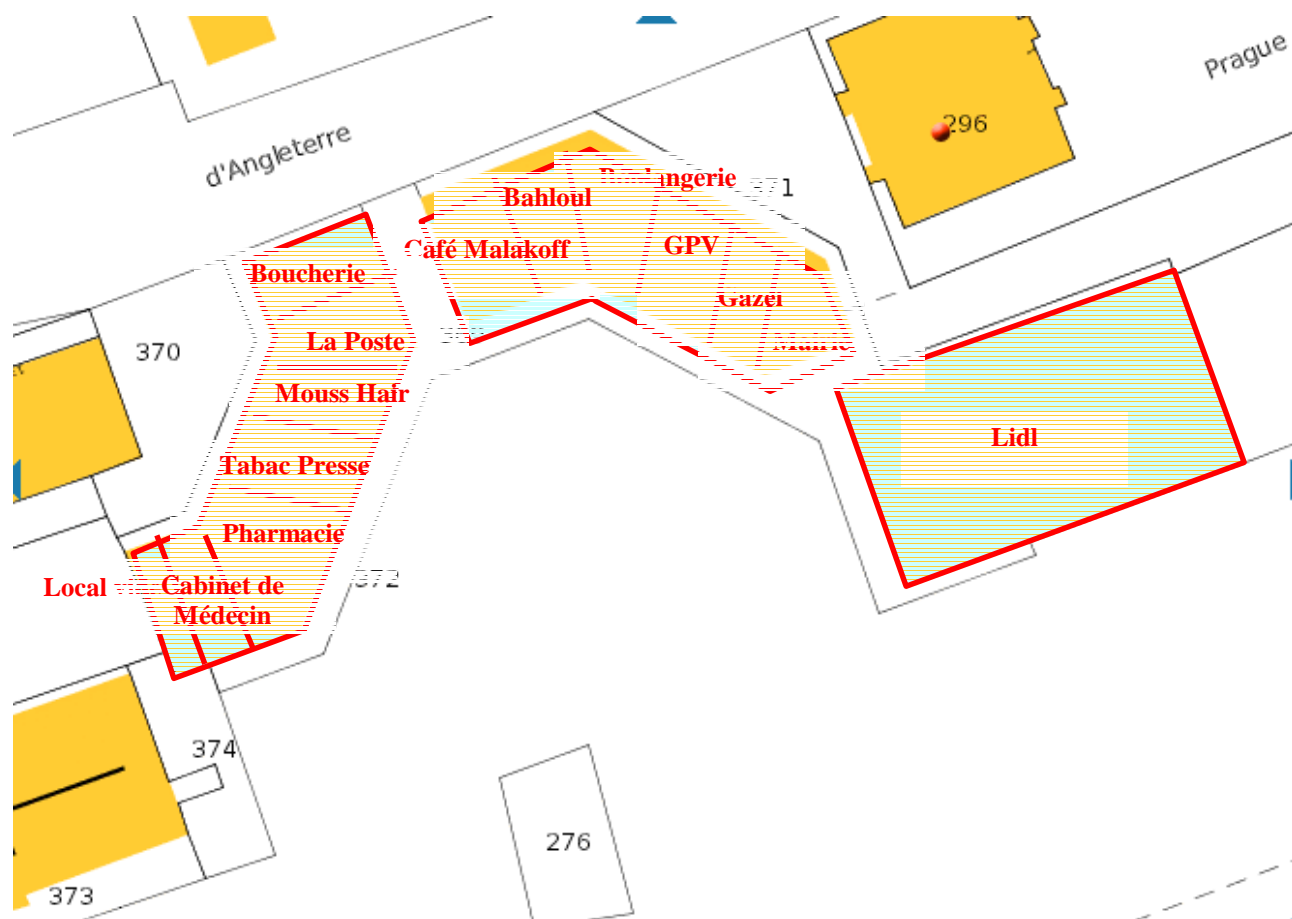 Prague
296
d'Angleterre
Boulangerie
Bahloul
Café Malakoff
GPV
Boucherie
Gazel
La Poste
Mairie
370
Mouss Hair
Lidl
Tabac Presse
Pharmacie
372
Local
Cabinet de
Médecin
374
276
373